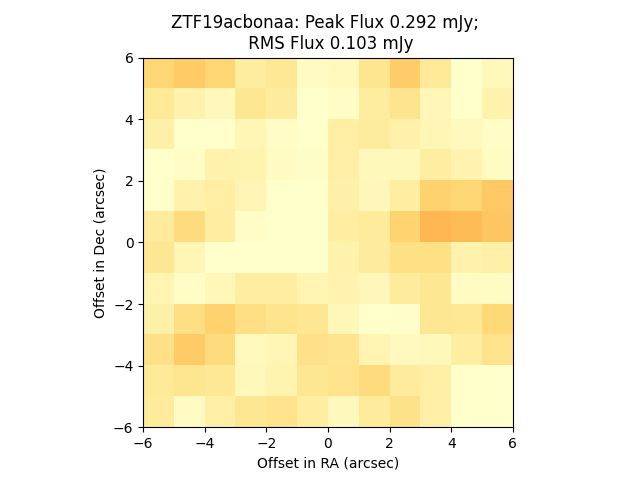 ZTF19acbonaa: Peak Flux 0.292 mJy;
RMS Flux 0.103 mJy
6
4
2
0
−2
−4
−6
Offset in Dec (arcsec)
−6 −4 −2 0 2 4 6
Offset in RA (arcsec)